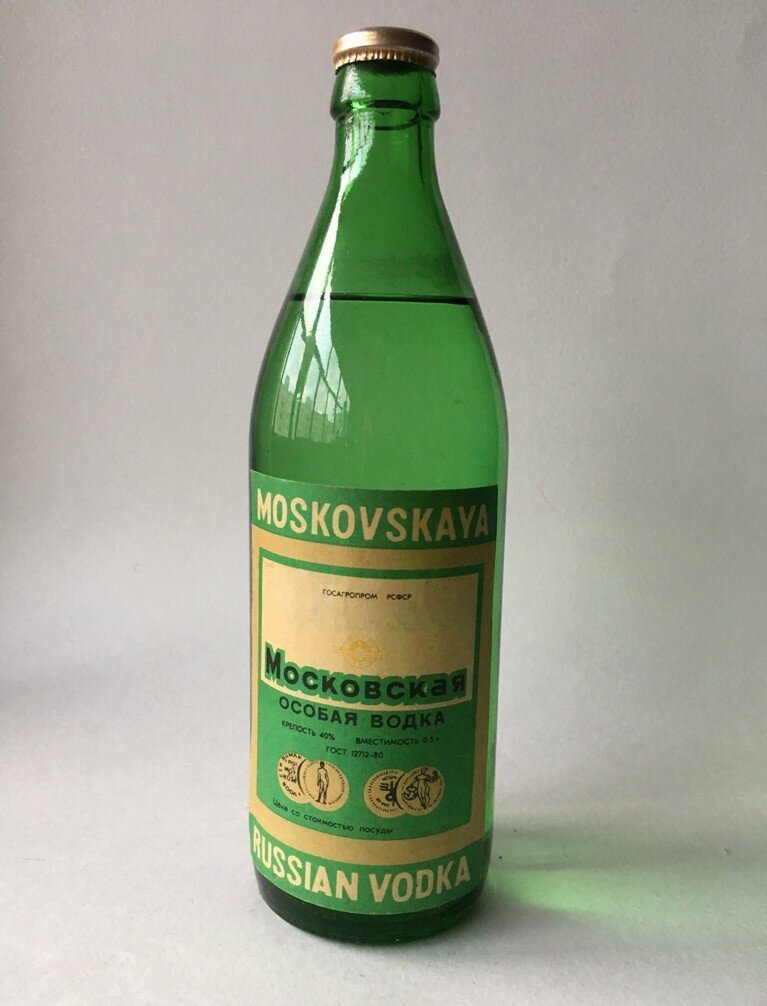 MOSKOVSKAYA
ГОСАГРОПРОМ РСФСР
Московская
ОСОБАЯ ВОДКА
КРЕПОСТЬ 40% ВМЕСТИМОСТЬ 0.5 л
ГОСТ 12712-80
Цена со стоимостью посуды
RUSSIAN VODKA